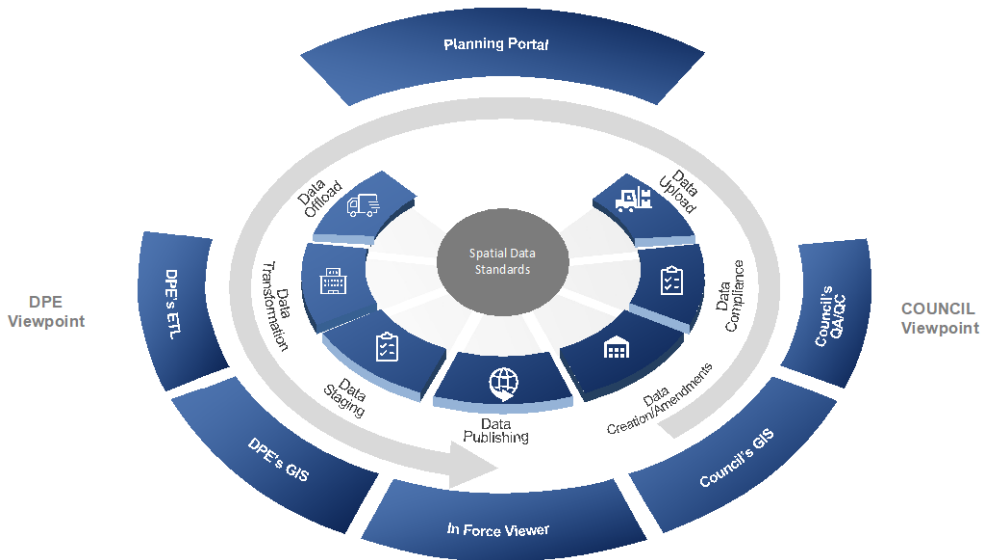 Planning Portal
Data
Offload
Data
Upload
Spatial Data
Standards
DPE
Viewpoint
DPE's ETL
Data
Transformation
Data
Compliance
Council's
QA/QC
COUNCIL
Viewpoint
Data
Staging
Data
Publishing
Data
Creation/Amendments
DPE's GIS
In Force Viewer
Council's GIS